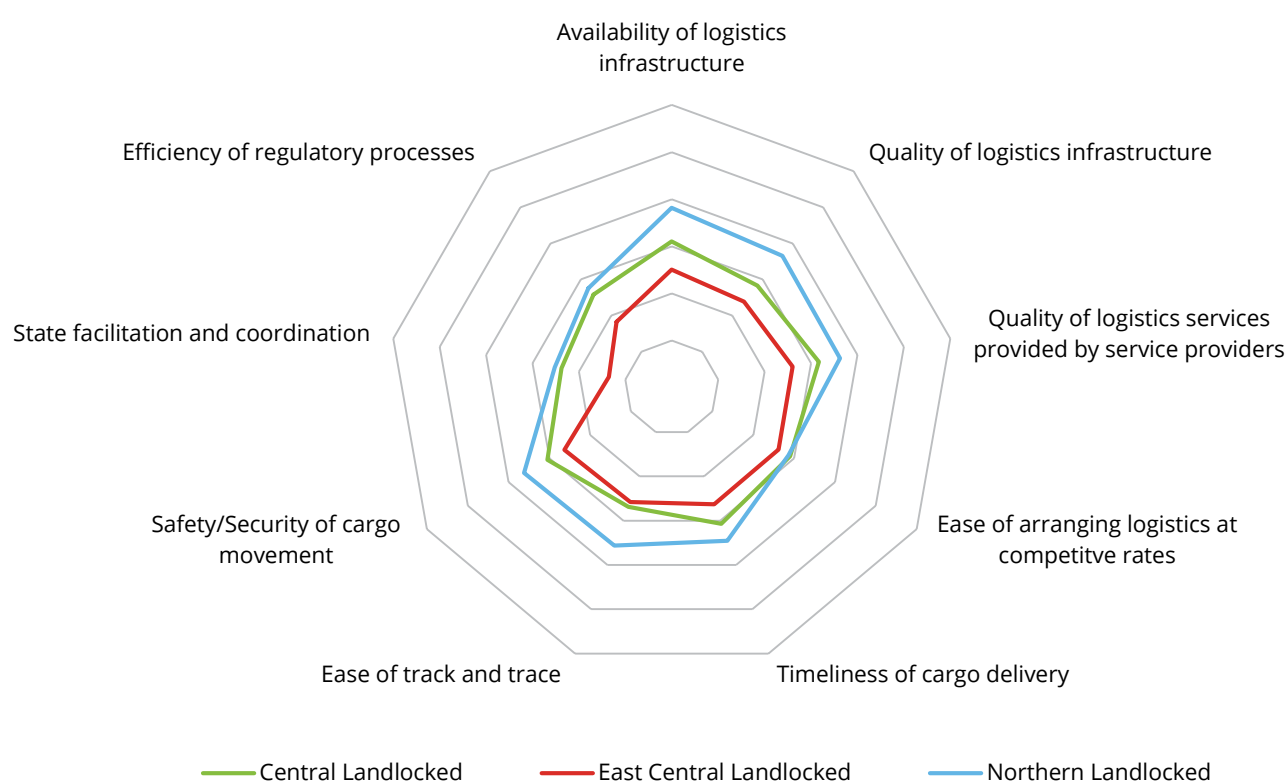 Availability of logistics
infrastructure
Quality of logistics infrastructure
Quality of logistics services
provided by service providers
Ease of arranging logistics at
competitve rates
Timeliness of cargo delivery
Ease of track and trace
Safety/Security of cargo
movement
State facilitation and coordination
Efficiency of regulatory processes
Central Landlocked
East Central Landlocked
Northern Landlocked